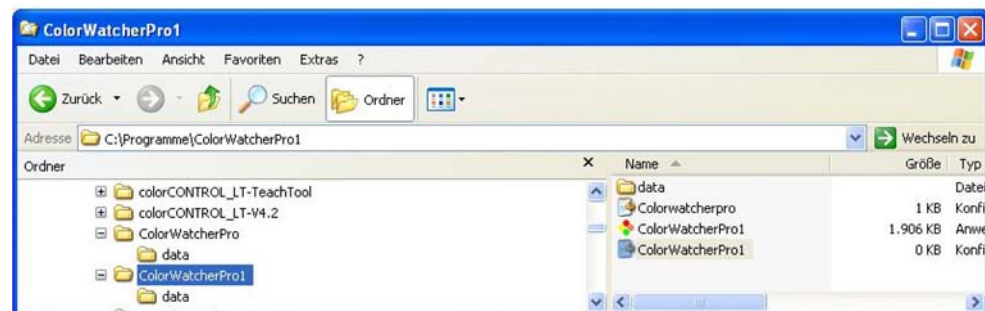 ColorWatcherPro1
Datei Bearbeiten Ansicht Favoriten Extras ?
Zurück Suchen Ordner
Adresse C:\Programme\ColorWatcherPro1 Wechseln zu
Ordner x Name Größe Typ
colorCONTROL_LT-TeachTool data Datei
colorCONTROL_LT-V4.2 Colorwatcherpro 1 KB Konfi
ColorWatcherPro ColorWatcherPro1 1.906 KB Anwe
data ColorWatcherPro1 0 KB Konfi
ColorWatcherPro1
data